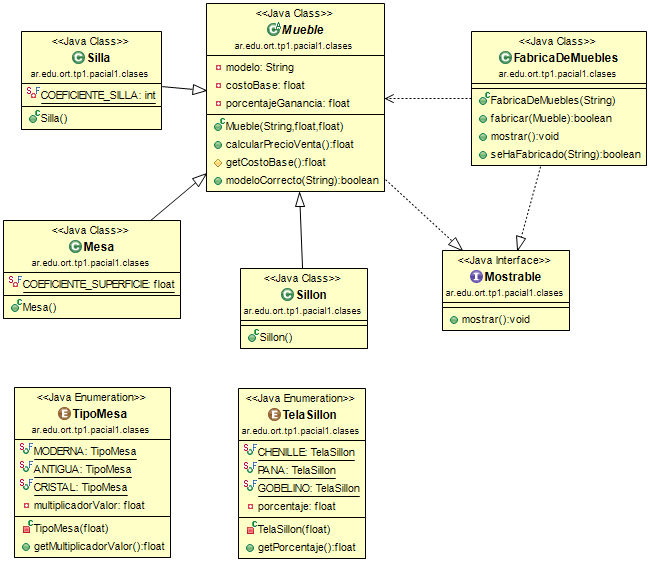 <<Java Class>>
Silla
ar.edu.ort.tp1.pacial1.clases
COEFICIENTE_SILLA: int
Silla()
<<Java Class>>
Mueble
ar.edu.ort.tp1.pacial1.clases
modelo: String
costoBase: float
porcentajeGanancia: float
Mueble(String,float,float)
calcularPrecioVenta():float
getCostoBase():float
modeloCorrecto(String):boolean
<<Java Class>>
FabricaDeMuebles
ar.edu.ort.tp1.pacial1.clases
FabricaDeMuebles(String)
fabricar(Mueble):boolean
mostrar():void
seHaFabricado(String):boolean
<<Java Class>>
Mesa
ar.edu.ort.tp1.pacial1.clases
COEFICIENTE_SUPERFICIE: float
Mesa()
<<Java Class>>
Sillon
ar.edu.ort.tp1.pacial1.clases
Sillon()
<<Java Interface>>
Mostrable
ar.edu.ort.tp1.pacial1.clases
mostrar():void
<<Java Enumeration>>
TipoMesa
ar.edu.ort.tp1.pacial1.clases
MODERNA: TipoMesa
ANTIGUA: TipoMesa
CRISTAL: TipoMesa
multiplicadorValor: float
TipoMesa(float)
getMultiplicadorValor():float
<<Java Enumeration>>
TelaSillon
ar.edu.ort.tp1.pacial1.clases
CHENILLE: TelaSillon
PANA: TelaSillon
GOBELINO: TelaSillon
porcentaje: float
TelaSillon(float)
getPorcentaje():float